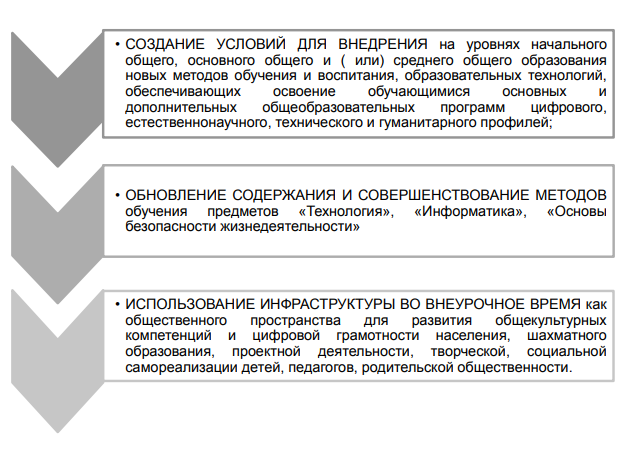 • СОЗДАНИЕ УСЛОВИЙ ДЛЯ ВНЕДРЕНИЯ на уровнях начального
общего, основного общего и ( или) среднего общего образования
новых методов обучения и воспитания, образовательных технологий,
обеспечивающих освоение обучающимися основных и
дополнительных общеобразовательных программ цифрового,
естественнонаучного, технического и гуманитарного профилей;
• ОБНОВЛЕНИЕ СОДЕРЖАНИЯ И СОВЕРШЕНСТВОВАНИЕ МЕТОДОВ
обучения предметов «Технология», «Информатика», «Основы
безопасности жизнедеятельности»
• ИСПОЛЬЗОВАНИЕ ИНФРАСТРУКТУРЫ ВО ВНЕУРОЧНОЕ ВРЕМЯ как
общественного пространства для развития общекультурных
компетенций и цифровой грамотности населения, шахматного
образования, проектной деятельности, творческой, социальной
самореализации детей, педагогов, родительской общественности.